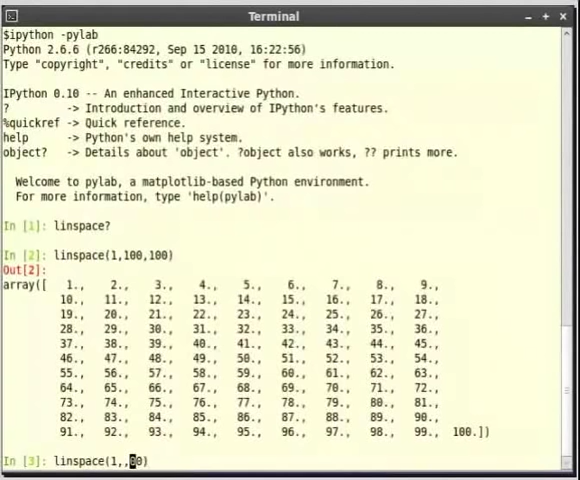 Terminal
$ipython -pylab
Python 2.6.6 (r266:84292, Sep 15 2010, 16:22:56)
Type "copyright", "credits" or "license" for more information.
IPython 0.10 -- An enhanced Interactive Python.
? -> Introduction and overview of IPython's features.
%quickref -> Quick reference.
help -> Python's own help system.
object? -> Details about 'object'. ?object also works, ?? prints more.
Welcome to pylab, a matplotlib-based Python environment.
For more information, type 'help(pylab)'.
In [1]: linspace?
In [2]: linspace(1,100,100)
Out[2]:
array([ 1., 2., 3., 4., 5., 6., 7., 8., 9.,
10., 11., 12., 13., 14., 15., 16., 17., 18.,
19., 20., 21., 22., 23., 24., 25., 26., 27.,
28., 29., 30., 31., 32., 33., 34., 35., 36.,
37., 38., 39., 40., 41., 42., 43., 44., 45.,
46., 47., 48., 49., 50., 51., 52., 53., 54.,
55., 56., 57., 58., 59., 60., 61., 62., 63.,
64., 65., 66., 67., 68., 69., 70., 71., 72.,
73., 74., 75., 76., 77., 78., 79., 80., 81.,
82., 83., 84., 85., 86., 87., 88., 89., 90.,
91., 92., 93., 94., 95., 96., 97., 98., 99., 100.])
In [3]: linspace(1,,00)